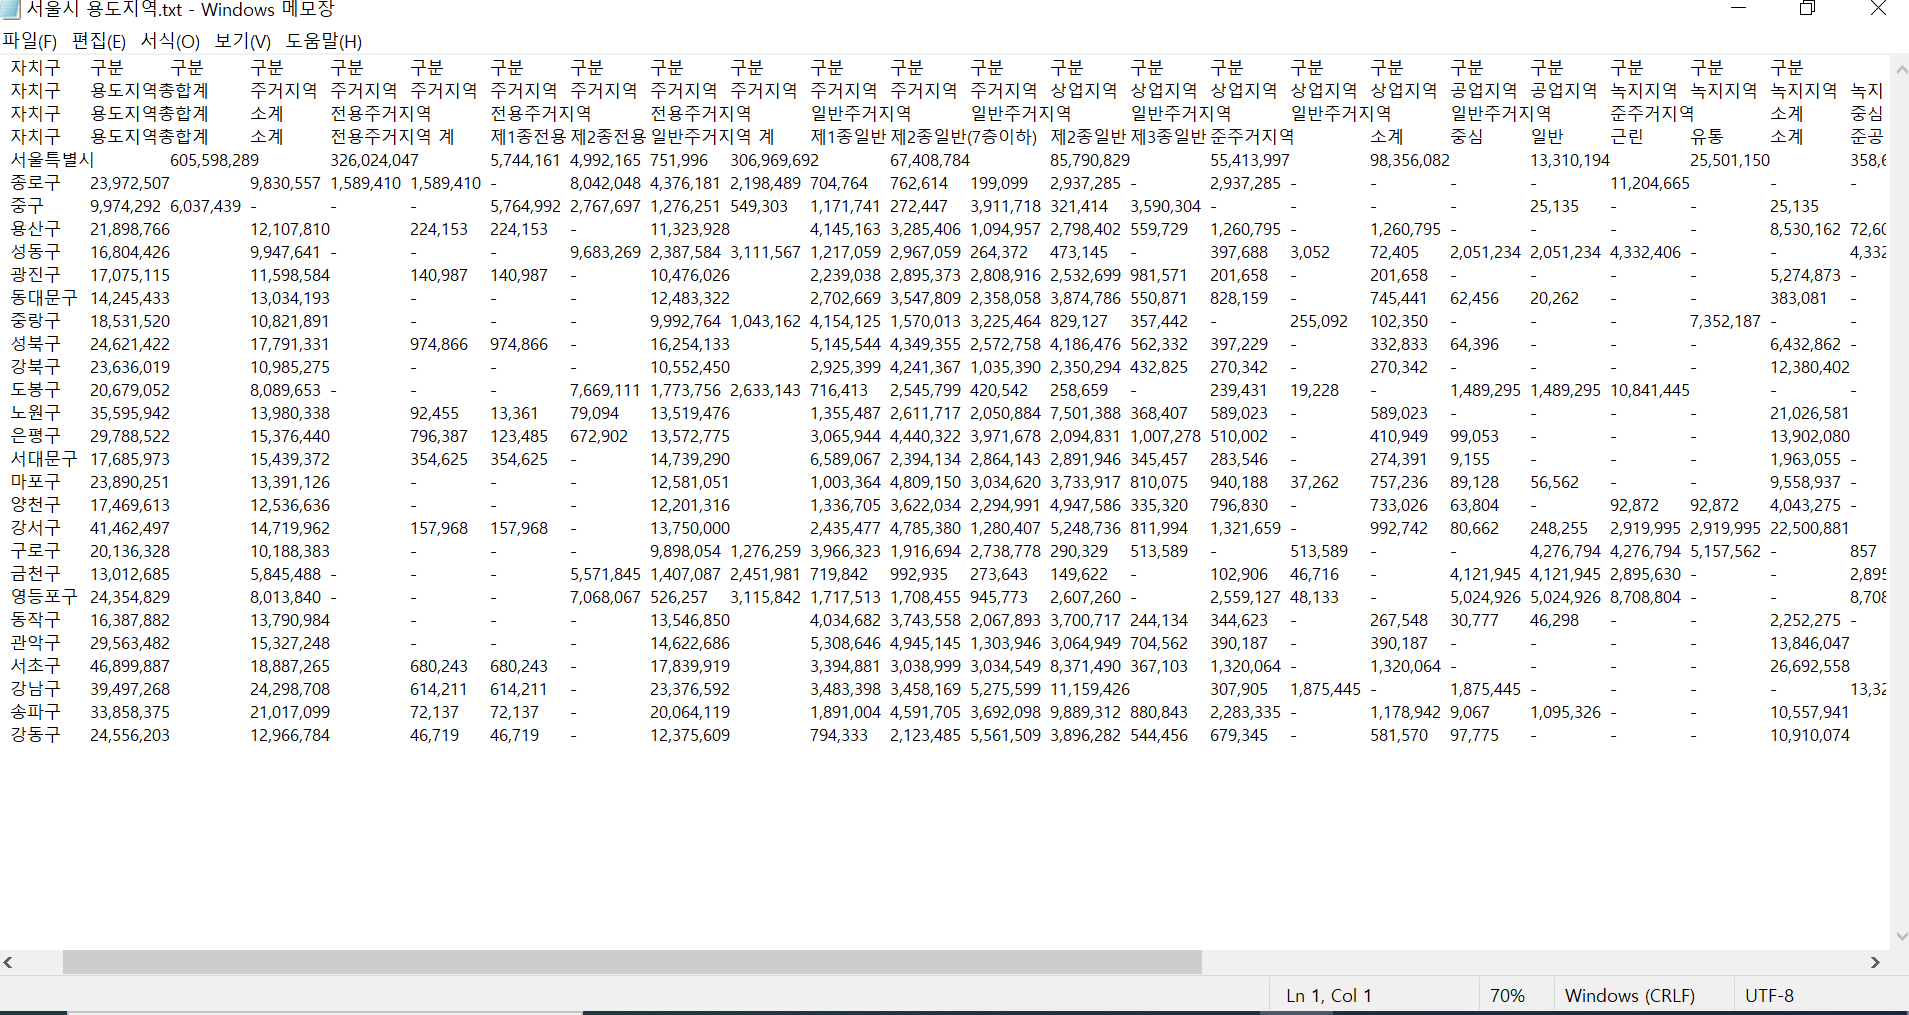 서울시 용도지역.txt - Windows 메모장
파일(F) 편집(E) 서식(O) 보기(V) 도움말(H)
자치구 구분 구분 구분 구분 구분 구분 구분 구분 구분 구분 구분 구분 구분 구분 구분 구분 구분 구분 구분 구분 구분 구분
자치구 용도지역총합계 주거지역 주거지역 주거지역 주거지역 주거지역 주거지역 주거지역 주거지역 주거지역 주거지역 상업지역 상업지역 상업지역 상업지역 상업지역 공업지역 공업지역 녹지지역 녹지지역 녹지지역 녹지
자치구 용도지역총합계 소계 전용주거지역 전용주거지역 전용주거지역 일반주거지역 일반주거지역 일반주거지역 일반주거지역 일반주거지역 준주거지역 소계 중심
자치구 용도지역총합계 소계 전용주거지역 계 제1종전용 제2종전용 일반주거지역 계 제1종일반 제2종일반(7층이하) 제2종일반 제3종일반 준주거지역 소계 중심 일반 근린 유통 소계 준공
서울특별시 605,598,289 326,024,047 5,744,161 4,992,165 751,996 306,969,692 67,408,784 85,790,829 55,413,997 98,356,082 13,310,194 25,501,150 358,6
종로구 23,972,507 9,830,557 1,589,410 1,589,410 - 8,042,048 4,376,181 2,198,489 704,764 762,614 199,099 2,937,285 - 2,937,285 - - - - 11,204,665 - -
중구 9,974,292 6,037,439 - - - 5,764,992 2,767,697 1,276,251 549,303 1,171,741 272,447 3,911,718 321,414 3,590,304 - - - - 25,135 - - 25,135 -
용산구 21,898,766 12,107,810 224,153 224,153 - 11,323,928 4,145,163 3,285,406 1,094,957 2,798,402 559,729 1,260,795 - 1,260,795 - - - - 8,530,162 72,60
성동구 16,804,426 9,947,641 - - - 9,683,269 2,387,584 3,111,567 1,217,059 2,967,059 264,372 473,145 - 397,688 3,052 72,405 2,051,234 2,051,234 4,332,406 - - 4,332
광진구 17,075,115 11,598,584 140,987 140,987 - 10,476,026 2,239,038 2,895,373 2,808,916 2,532,699 981,571 201,658 - 201,658 - - - - 5,274,873 -
동대문구 14,245,433 13,034,193 - - - 12,483,322 2,702,669 3,547,809 2,358,058 3,874,786 550,871 828,159 - 745,441 62,456 20,262 - - 383,081 -
중랑구 18,531,520 10,821,891 - - - 9,992,764 1,043,162 4,154,125 1,570,013 3,225,464 829,127 357,442 - 255,092 102,350 - - - 7,352,187 - -
성북구 24,621,422 17,791,331 974,866 974,866 - 16,254,133 5,145,544 4,349,355 2,572,758 4,186,476 562,332 397,229 - 332,833 64,396 - - - 6,432,862 -
강북구 23,636,019 10,985,275 - - - 10,552,450 2,925,399 4,241,367 1,035,390 2,350,294 432,825 270,342 - 270,342 - - - - 12,380,402
도봉구 20,679,052 8,089,653 - - - 7,669,111 1,773,756 2,633,143 716,413 2,545,799 420,542 258,659 - 239,431 19,228 - 1,489,295 1,489,295 10,841,445 - -
노원구 35,595,942 13,980,338 92,455 13,361 79,094 13,519,476 1,355,487 2,611,717 2,050,884 7,501,388 368,407 589,023 - 589,023 - - - - 21,026,581
은평구 29,788,522 15,376,440 796,387 123,485 672,902 13,572,775 3,065,944 4,440,322 3,971,678 2,094,831 1,007,278 510,002 - 410,949 99,053 - - - 13,902,080
서대문구 17,685,973 15,439,372 354,625 354,625 - 14,739,290 6,589,067 2,394,134 2,864,143 2,891,946 345,457 283,546 - 274,391 9,155 - - - 1,963,055 -
마포구 23,890,251 13,391,126 - - - 12,581,051 1,003,364 4,809,150 3,034,620 3,733,917 810,075 940,188 37,262 757,236 89,128 56,562 - - 9,558,937 -
양천구 17,469,613 12,536,636 - - - 12,201,316 1,336,705 3,622,034 2,294,991 4,947,586 335,320 796,830 - 733,026 63,804 - 92,872 92,872 4,043,275 -
강서구 41,462,497 14,719,962 157,968 157,968 - 13,750,000 2,435,477 4,785,380 1,280,407 5,248,736 811,994 1,321,659 - 992,742 80,662 248,255 2,919,995 2,919,995 22,500,881
구로구 20,136,328 10,188,383 - - - 9,898,054 1,276,259 3,966,323 1,916,694 2,738,778 290,329 513,589 - 513,589 - - 4,276,794 4,276,794 5,157,562 - 857
금천구 13,012,685 5,845,488 - - - 5,571,845 1,407,087 2,451,981 719,842 992,935 273,643 149,622 - 102,906 46,716 - 4,121,945 4,121,945 2,895,630 - - 2,895
영등포구 24,354,829 8,013,840 - - - 7,068,067 526,257 3,115,842 1,717,513 1,708,455 945,773 2,607,260 - 2,559,127 48,133 - 5,024,926 5,024,926 8,708,804 - - 8,708
동작구 16,387,882 13,790,984 - - - 13,546,850 4,034,682 3,743,558 2,067,893 3,700,717 244,134 344,623 - 267,548 30,777 46,298 - - 2,252,275 -
관악구 29,563,482 15,327,248 - - - 14,622,686 5,308,646 4,945,145 1,303,946 3,064,949 704,562 390,187 - 390,187 - - - - 13,846,047
서초구 46,899,887 18,887,265 680,243 680,243 - 17,839,919 3,394,881 3,038,999 3,034,549 8,371,490 367,103 1,320,064 - 1,320,064 - - - - 26,692,558
강남구 39,497,268 24,298,708 614,211 614,211 - 23,376,592 3,483,398 3,458,169 5,275,599 11,159,426 307,905 1,875,445 - 1,875,445 - - - - 13,32
송파구 33,858,375 21,017,099 72,137 72,137 - 20,064,119 1,891,004 4,591,705 3,692,098 9,889,312 880,843 2,283,335 - 1,178,942 9,067 1,095,326 - - 10,557,941
강동구 24,556,203 12,966,784 46,719 46,719 - 12,375,609 794,333 2,123,485 5,561,509 3,896,282 544,456 679,345 - 581,570 97,775 - - - 10,910,074
Ln 1, Col 1 70% Windows (CRLF) UTF-8